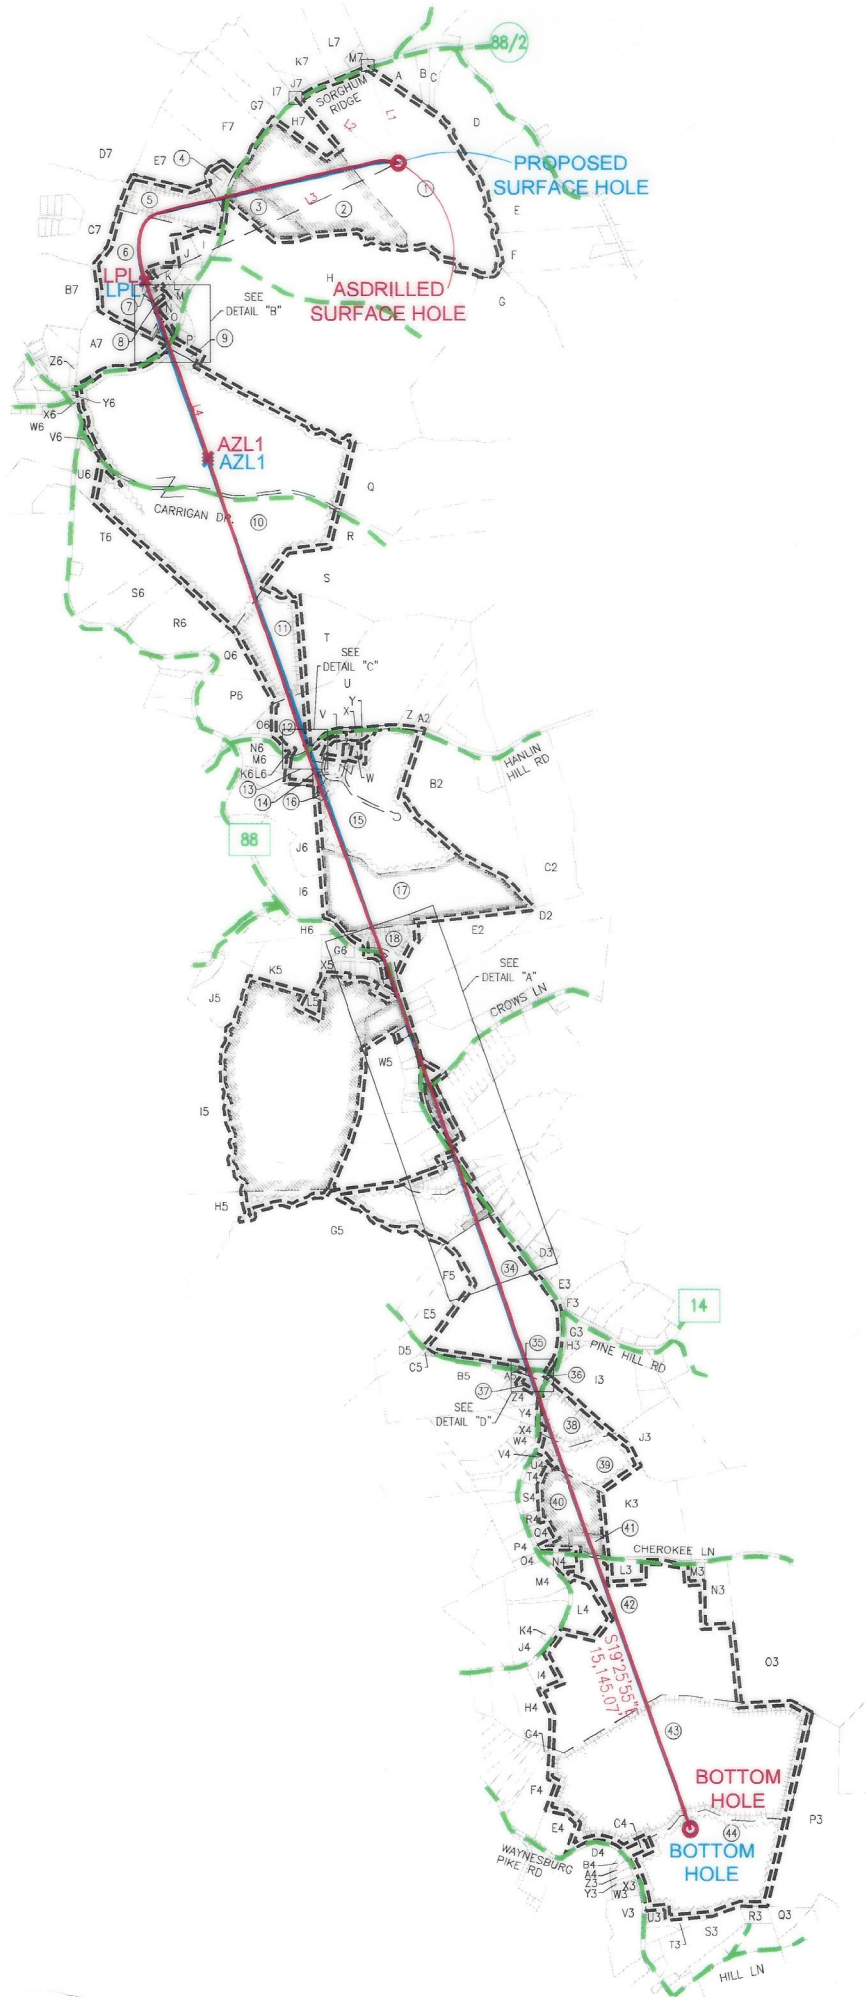 L7
M7
88/2
K7
J7
A
B
C
I7
SORGHUM
RIDGE
G7
H7
L2
L1
D
F7
D7
E7
4
PROPOSED
SURFACE HOLE
1
5
3
L3
2
E
C7
I
6
J
F
H
G
B7
LPL
LPL
K
L
M
7
O
SEE
DETAIL "B"
ASDRILLED
SURFACE HOLE
A7
8
P
9
Z6
X6
Y6
W6
V6
L4
AZL1
AZL1
U6
Q
CARRIGAN DR.
10
T6
R
S6
S
R6
11
T
Q6
SEE
DETAIL "C"
P6
U
Y
V
X
Z
A2
O6
12
N6
M6
K6
L6
W
HANLIN
HILL RD
13
14
16
B2
15
88
J6
C2
17
I6
D2
H6
E2
18
G6
SEE
DETAIL "A"
K5
X5
J5
L5
CROWS LN
W5
I5
H5
G5
D3
F5
34
E3
E5
F3
14
G3
D5
35
H3
PINE HILL RD
C5
B5
A5
36
I3
37
Z4
SEE
DETAIL "D"
Y4
38
X4
W4
J3
V4
U4
39
T4
S4
40
K3
R4
Q4
41
P4
CHEROKEE LN
O4
N4
L3
M3
M4
N3
42
L4
K4
J4
S19°25'55"E
15,145.07'
O3
I4
H4
G4
43
F4
BOTTOM
HOLE
E4
C4
44
P3
WAYNESBURG
PIKE RD
D4
BOTTOM
HOLE
B4
A4
Z3
X3
Y3
W3
V3
U3
R3
Q3
S3
T3
HILL LN